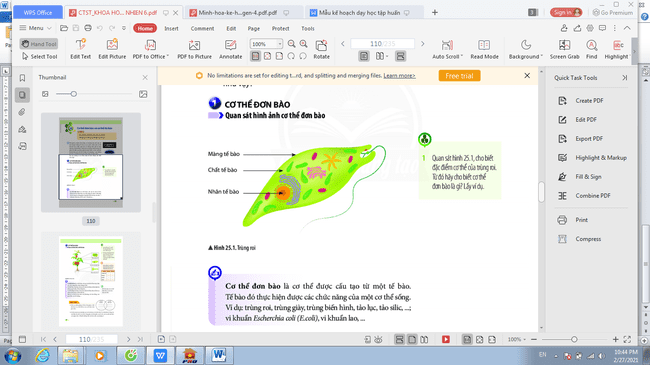 WPS Office
CTST_KHOA HO... NHIEN 6.pdf
Minh-hoa-ke-h...gen-4.pdf.pdf
Mẫu kế hoạch dạy học tập huấn
Sign in
Go Premium
Menu
Home
Insert
Comment
Edit
Page
Protect
Tools
Hand Tool
Select Tool
Edit Text
Edit Picture
PDF to Office
PDF to Picture
Annotate
100%
Rotate
110/235
Auto Scroll
Read Mode
Background
Screen Grab
Find
Highlight
Thumbnail
No limitations are set for editing t...rd, and splitting and merging files. Learn more>
Free trial
Quick Task Tools
Create PDF
Edit PDF
Export PDF
Highlight & Markup
Fill & Sign
Combine PDF
Print
Compress
110
1 CƠ THỂ ĐƠN BÀO
Quan sát hình ảnh cơ thể đơn bào
Màng tế bào
Chất tế bào
Nhân tế bào
1 Quan sát hình 25.1, cho biết
đặc điểm cơ thể của trùng roi.
Từ đó hãy cho biết cơ thể
đơn bào là gì? Lấy ví dụ.
▲ Hình 25.1. Trùng roi
Cơ thể đơn bào là cơ thể được cấu tạo từ một tế bào.
Tế bào đó thực hiện được các chức năng của một cơ thể sống.
Ví dụ: trùng roi, trùng giày, trùng biến hình, tảo lục, tảo silic, ...;
vi khuẩn Escherichia coli (E.coli), vi khuẩn lao, ...
110/235
100%
EN
10:44 PM
2/27/2021